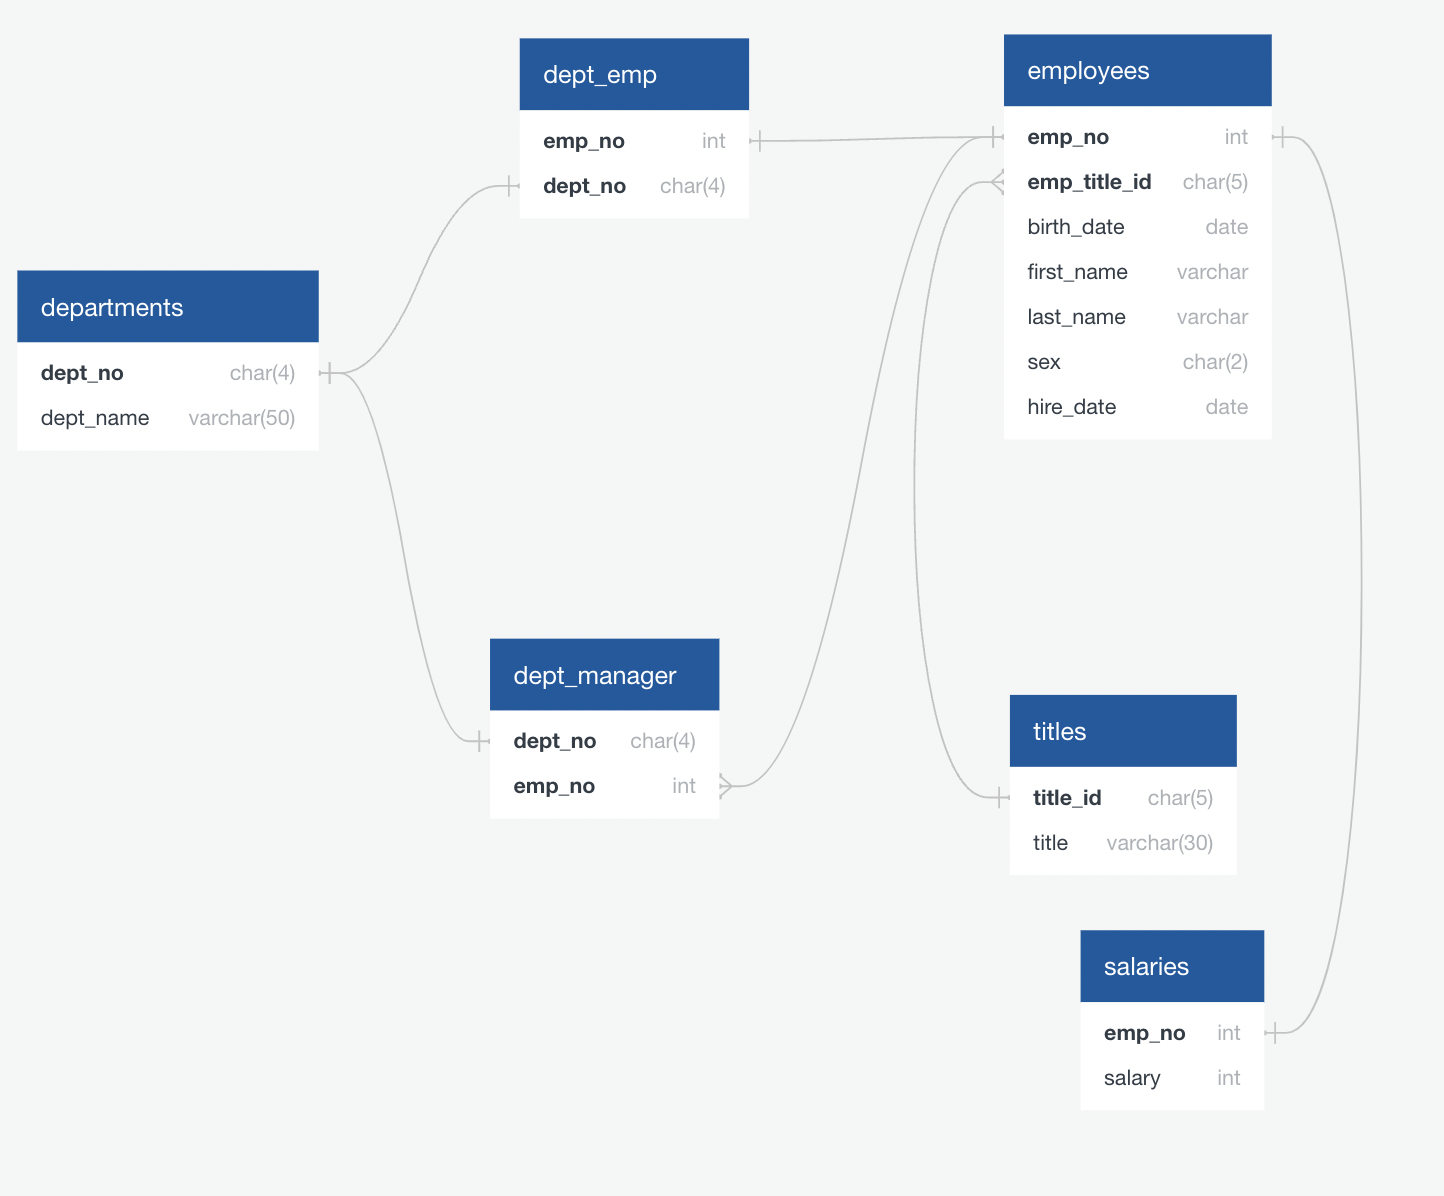 dept_emp
emp_no int
dept_no char(4)
employees
emp_no int
emp_title_id char(5)
birth_date date
first_name varchar
last_name varchar
sex char(2)
hire_date date
departments
dept_no char(4)
dept_name varchar(50)
dept_manager
dept_no char(4)
emp_no int
titles
title_id char(5)
title varchar(30)
salaries
emp_no int
salary int